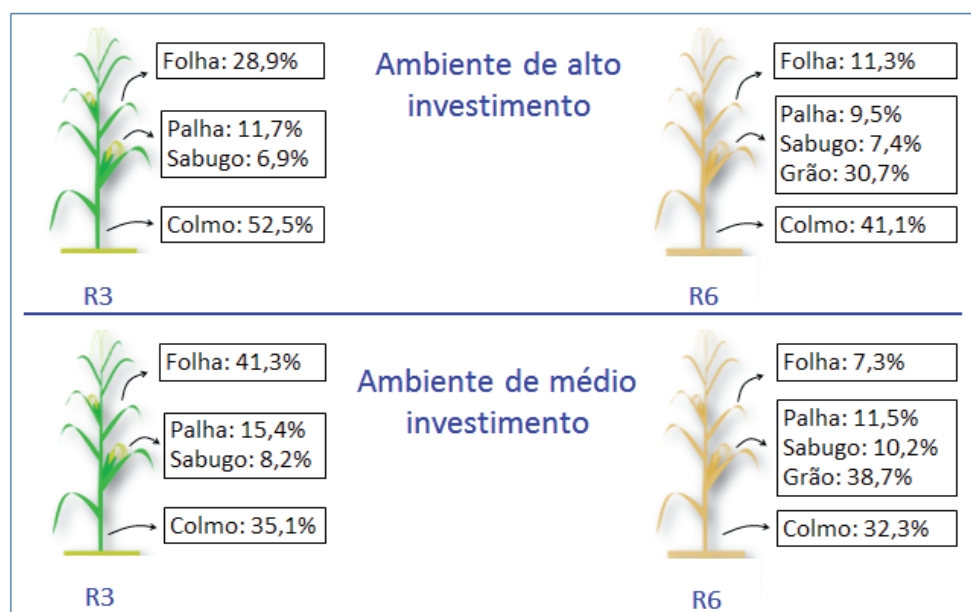 Folha: 28,9%
Palha: 11,7%
Sabugo: 6,9%
Colmo: 52,5%
R3
Ambiente de alto
investimento
Folha: 11,3%
Palha: 9,5%
Sabugo: 7,4%
Grão: 30,7%
Colmo: 41,1%
R6
Folha: 41,3%
Palha: 15,4%
Sabugo: 8,2%
Colmo: 35,1%
R3
Ambiente de médio
investimento
Folha: 7,3%
Palha: 11,5%
Sabugo: 10,2%
Grão: 38,7%
Colmo: 32,3%
R6